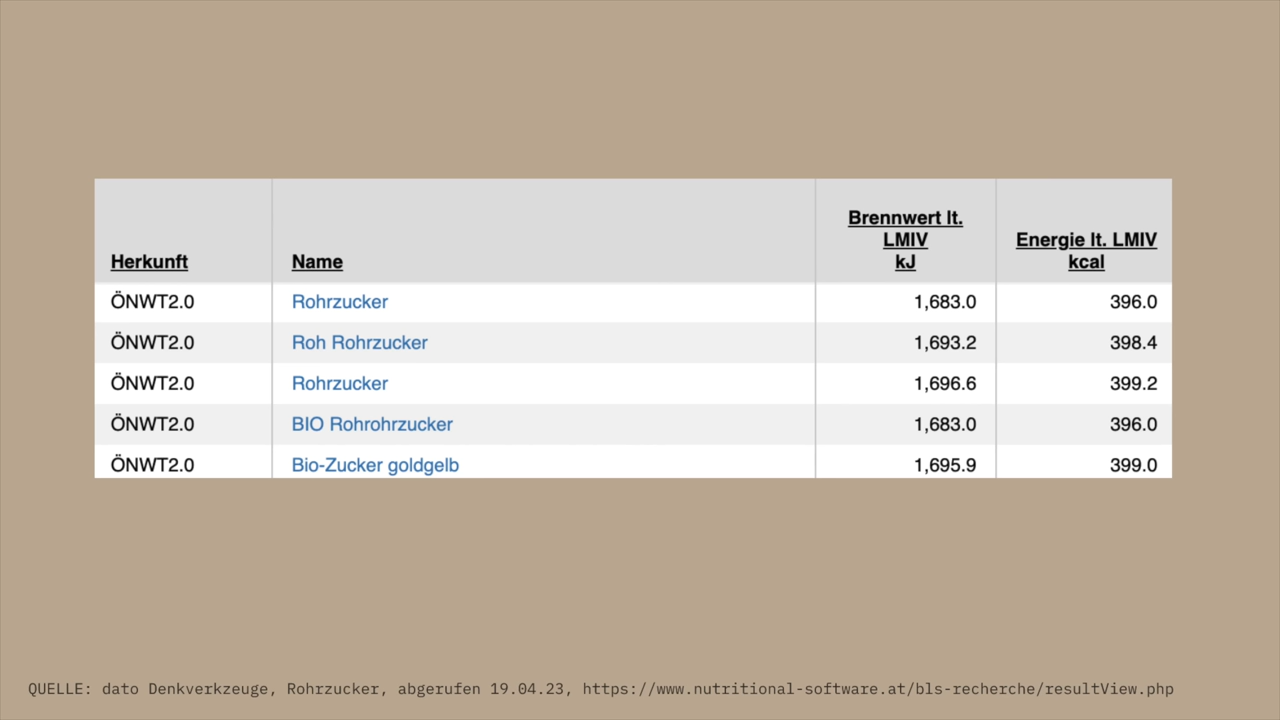 Herkunft Name Brennwert lt. LMIV kJ Energie lt. LMIV kcal
ÖNWT2.0 Rohrzucker 1,683.0 396.0
ÖNWT2.0 Roh Rohrzucker 1,693.2 398.4
ÖNWT2.0 Rohrzucker 1,696.6 399.2
ÖNWT2.0 BIO Rohrohrzucker 1,683.0 396.0
ÖNWT2.0 Bio-Zucker goldgelb 1,695.9 399.0
QUELLE: dato Denkverkzeuge, Rohrzucker, abgerufen 19.04.23, https://www.nutritional-software.at/bls-recherche/resultView.php